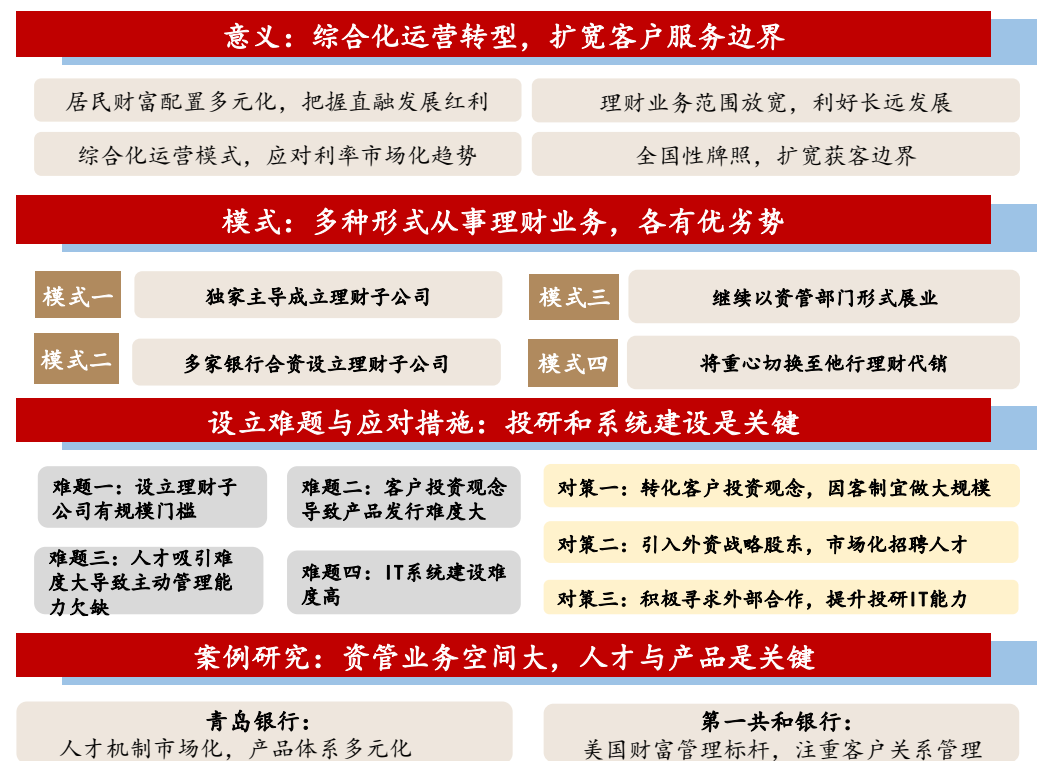 意义：综合化运营转型，扩宽客户服务边界
居民财富配置多元化，把握直融发展红利
理财业务范围放宽，利好长远发展
综合化运营模式，应对利率市场化趋势
全国性牌照，扩宽获客边界
模式：多种形式从事理财业务，各有优劣势
模式一
独家主导成立理财子公司
模式三
继续以资管部门形式展业
模式二
多家银行合资设立理财子公司
模式四
将重心切换至他行理财代销
设立难题与应对措施：投研和系统建设是关键
难题一：设立理财子
公司有规模门槛
难题二：客户投资观念
导致产品发行难度大
难题三：人才吸引难
度大导致主动管理能
力欠缺
难题四：IT系统建设难
度高
对策一：转化客户投资观念，因客制宜做大规模
对策二：引入外资战略股东，市场化招聘人才
对策三：积极寻求外部合作，提升投研IT能力
案例研究：资管业务空间大，人才与产品是关键
青岛银行：
人才机制市场化，产品体系多元化
第一共和银行：
美国财富管理标杆，注重客户关系管理